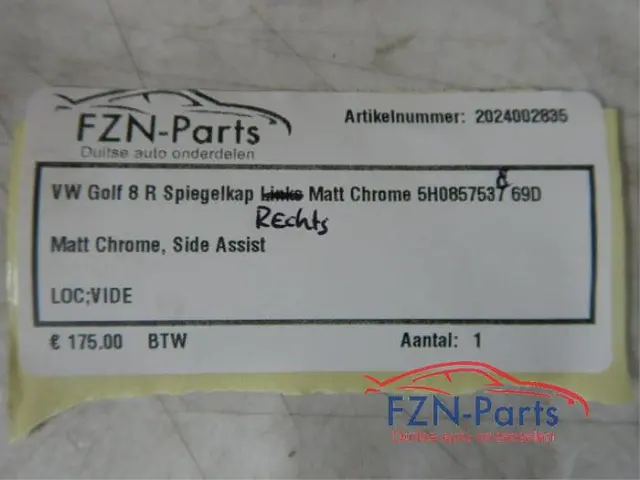 FZN-Parts
Duitse auto onderdelen
Artikelnummer: 2024002835
VW Golf 8 R Spiegelkap Links Matt Chrome 5H0857537 69D
8
Rechts
Matt Chrome, Side Assist
LOC;VIDE
€ 175.00 BTW
Aantal: 1
FZN-Parts
Duitse auto onderdelen